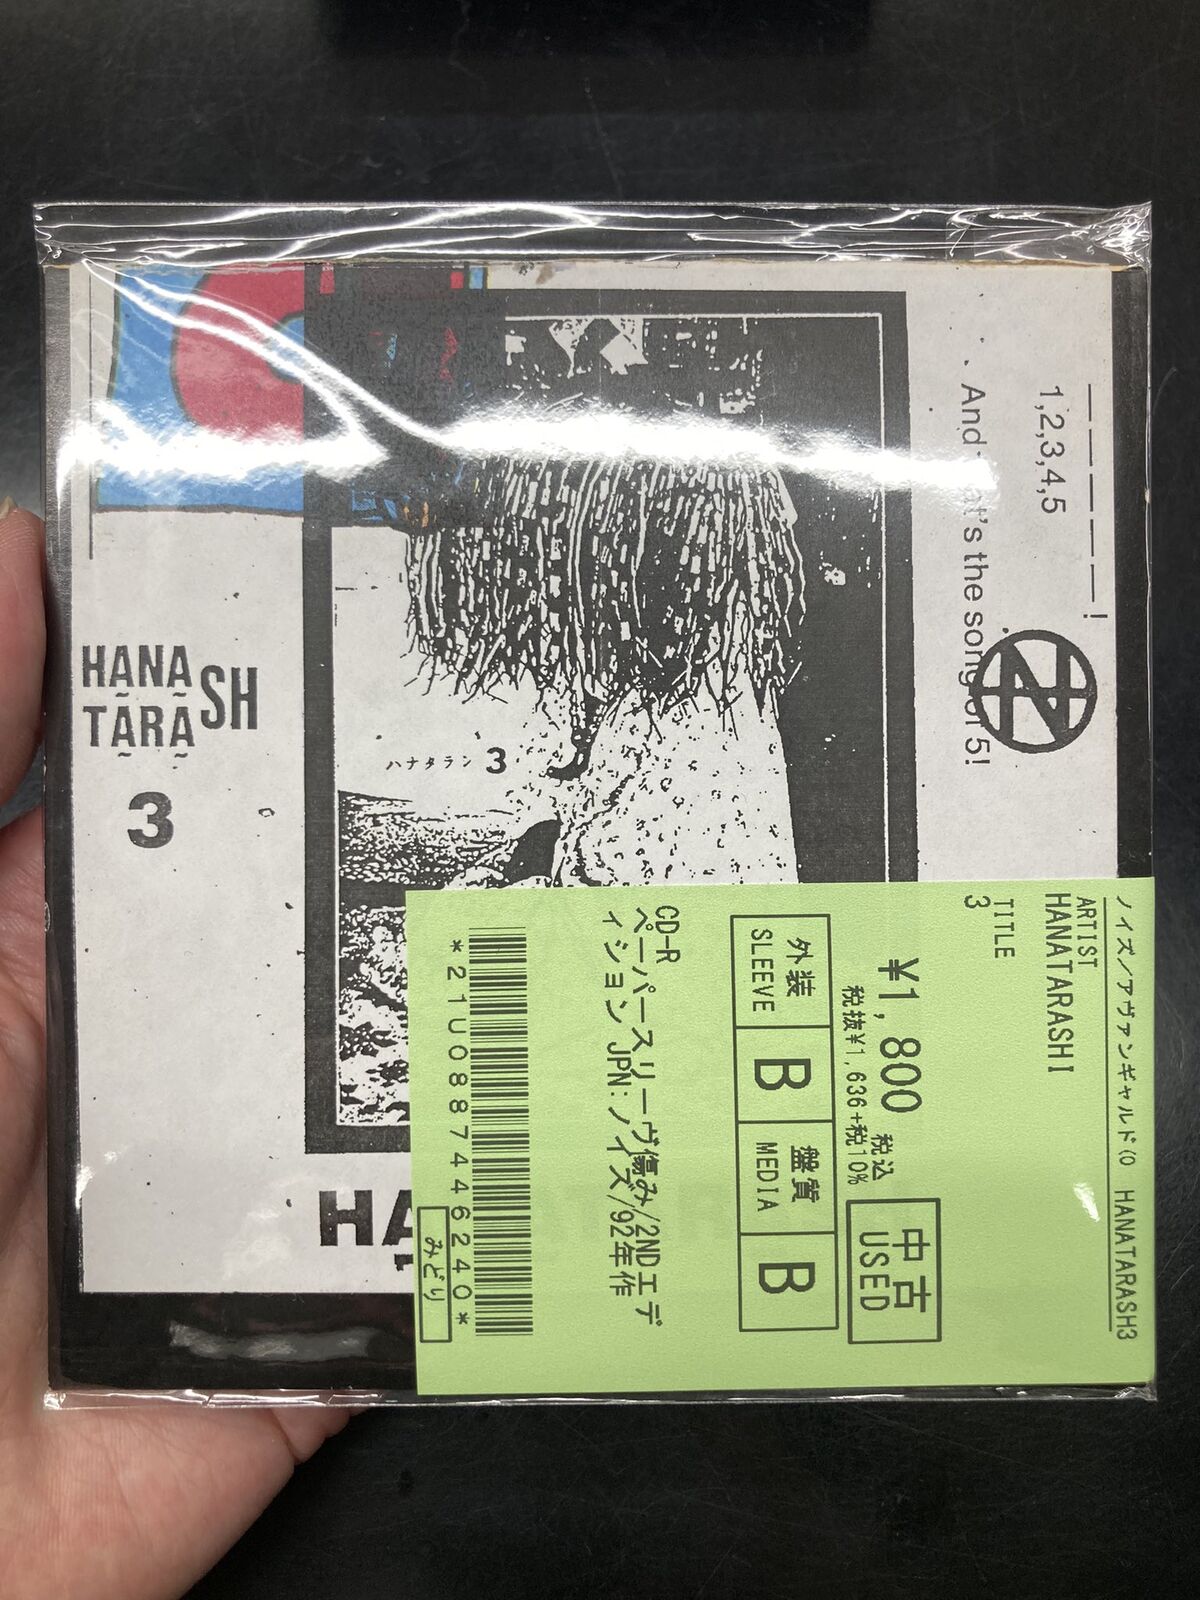 1,2,3,4,5
— — — — — !
And
's the song of 5!
HANA
TARA
SH
3
ハナタラシ 3
HA
ノイズ/アヴァンギャルド(O HANATARASH3
ARTIST
HANATARASHI
TITLE
3
¥1,800 税込
税抜¥1,636+税10%
中古
USED
外装
SLEEVE
B
盤質
MEDIA
B
CD-R
ペーパースリーヴ傷み/2NDエデ
ィション JPN:ノイズ/92年作
*21U0887446240*
みどり